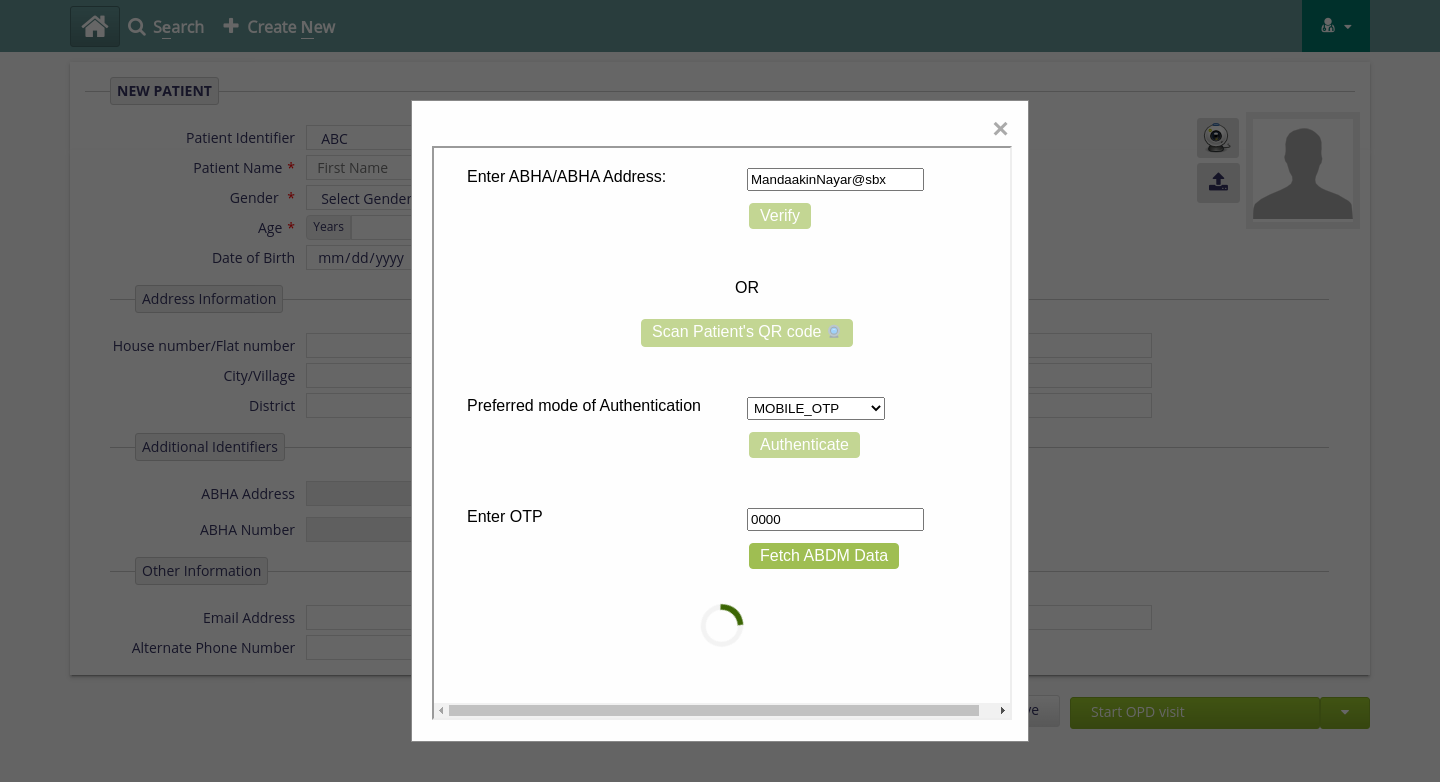 Search
Create New
NEW PATIENT
×
Patient Identifier ABC
Enter ABHA/ABHA Address: MandaakinNayar@sbx
Patient Name * First Name
Gender * Select Gender
Verify
Age * Years
Date of Birth mm/dd/yyyy
OR
Address Information
Scan Patient's QR code
House number/Flat number
City/Village
District
Preferred mode of Authentication MOBILE_OTP
Additional Identifiers
Authenticate
ABHA Address
Enter OTP 0000
ABHA Number
Fetch ABDM Data
Other Information
Email Address
Alternate Phone Number
Start OPD visit